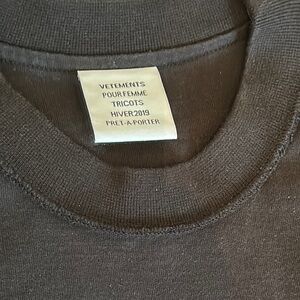 VETEMENTS
POUR FEMME
TRICOTS
HIVER 2019
PRET-A-PORTER